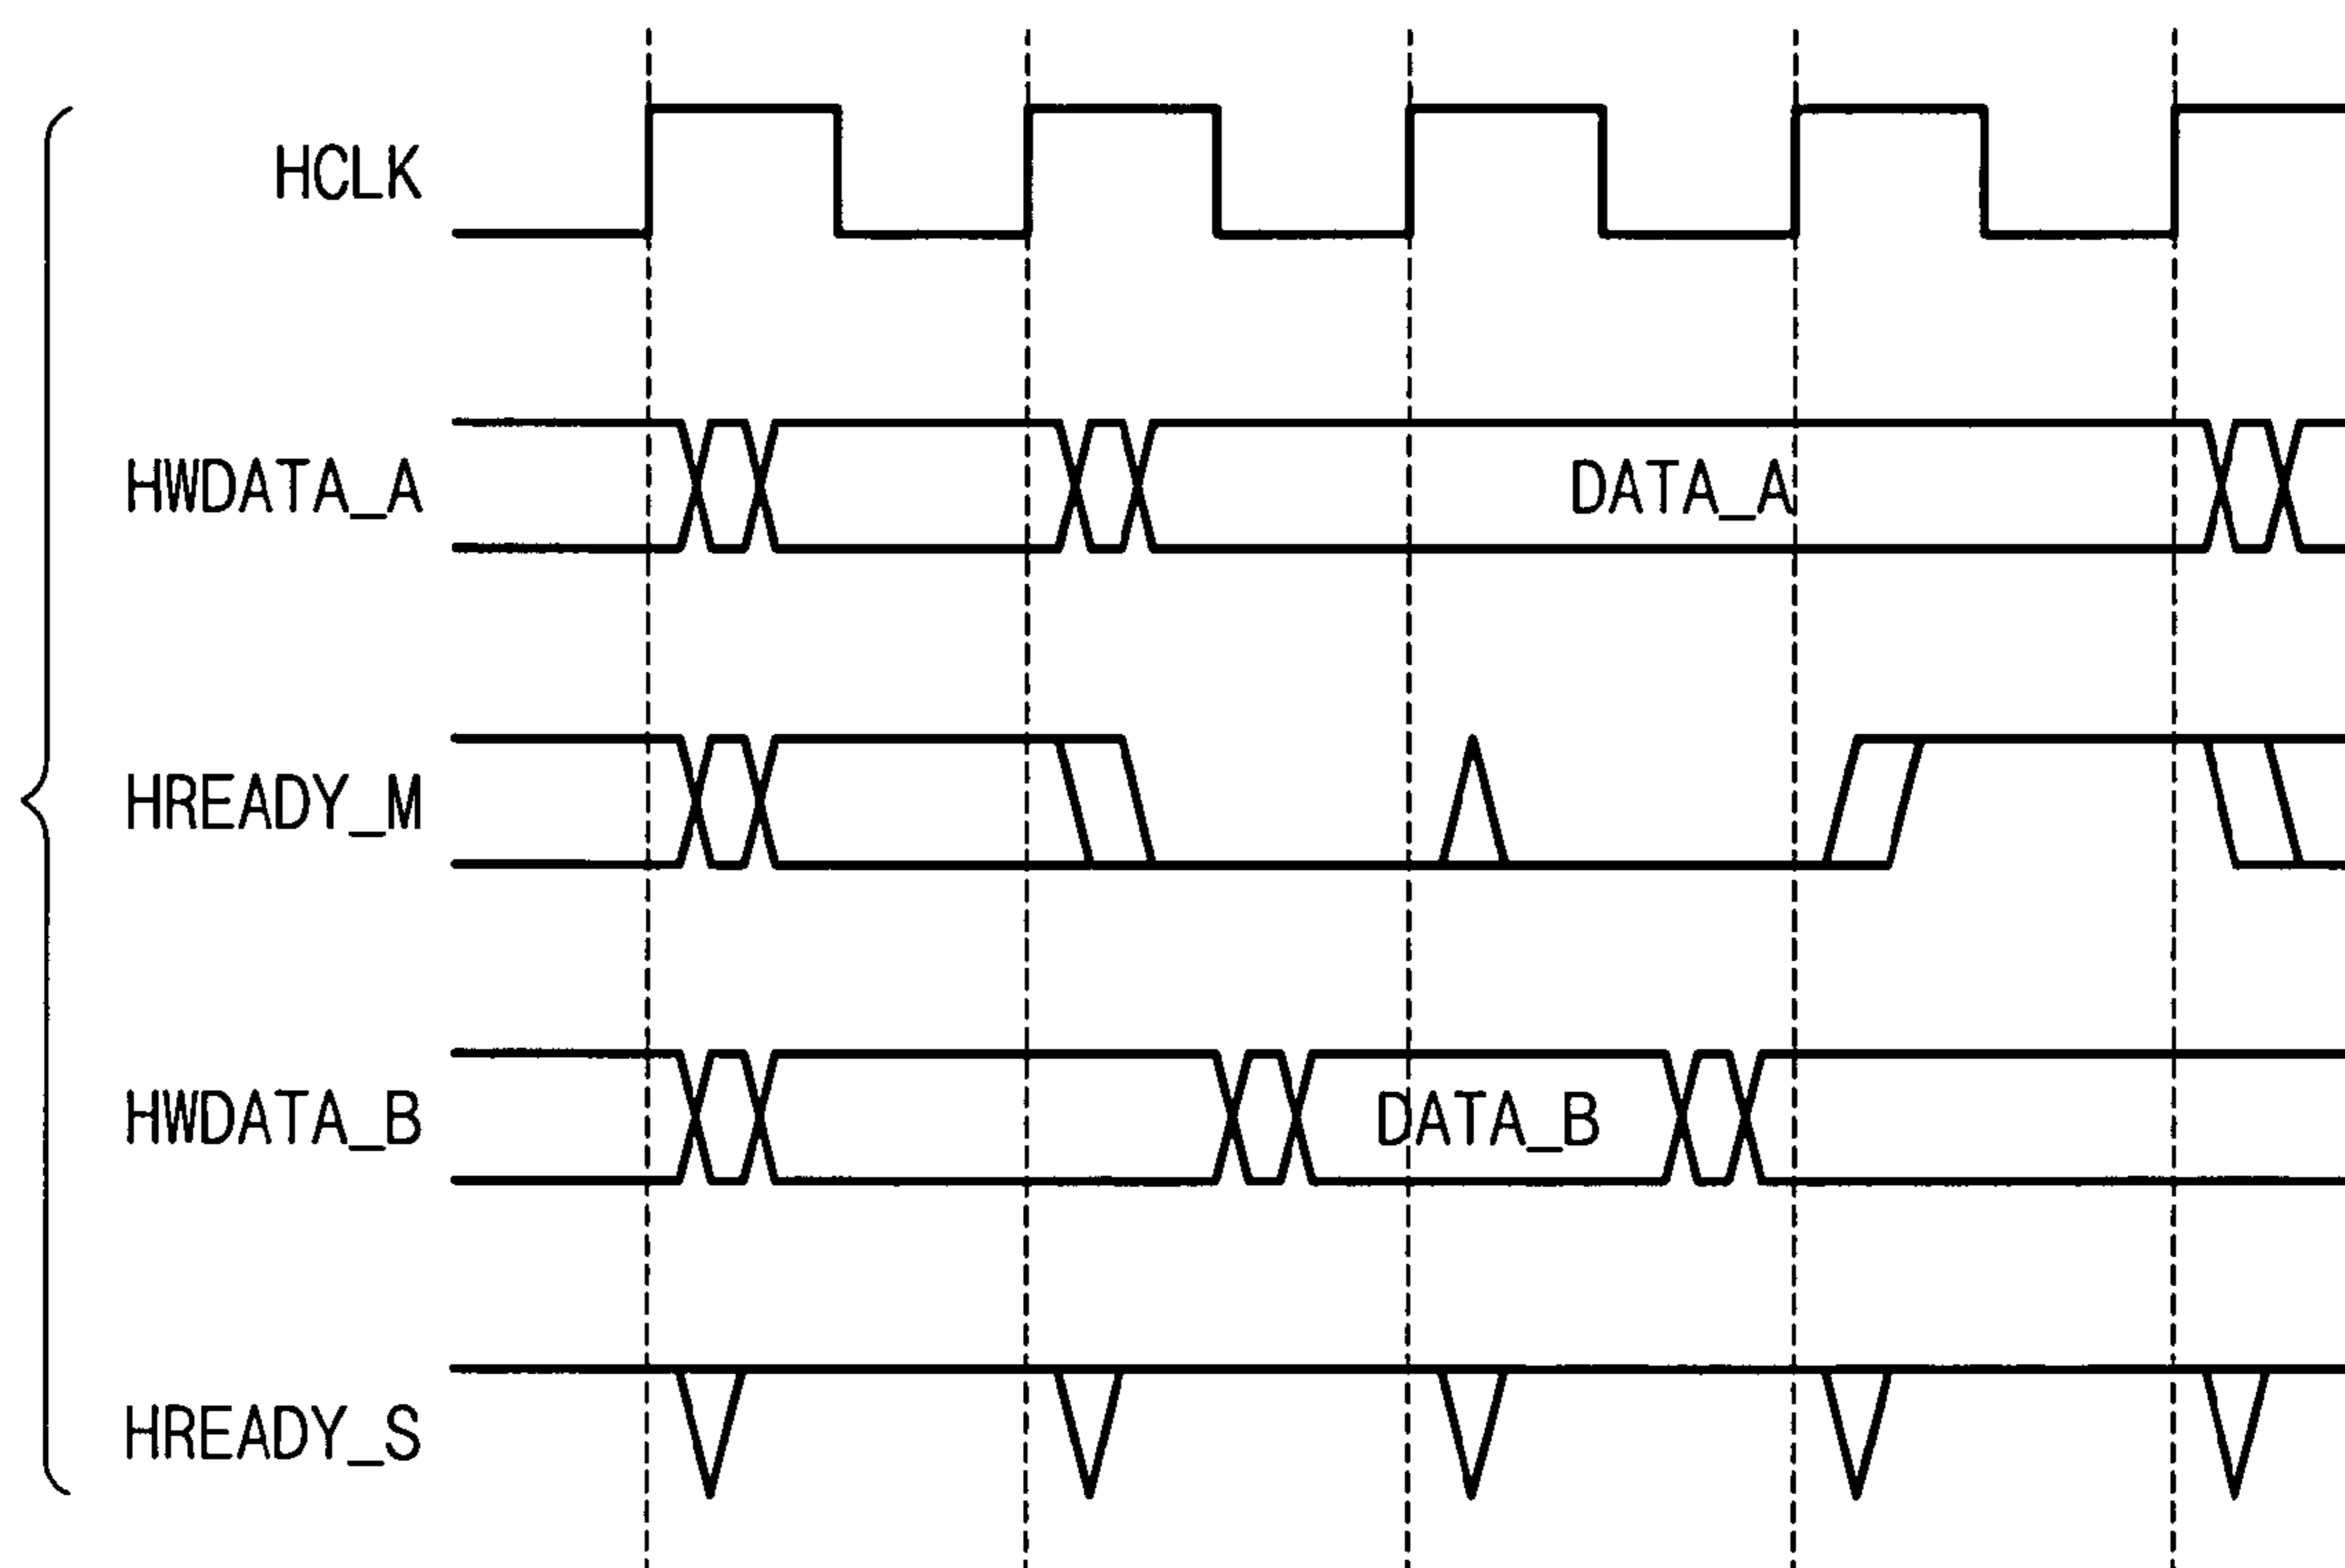 HCLK
HWDATA_A
DATA_A
HREADY_M
HWDATA_B
DATA_B
HREADY_S